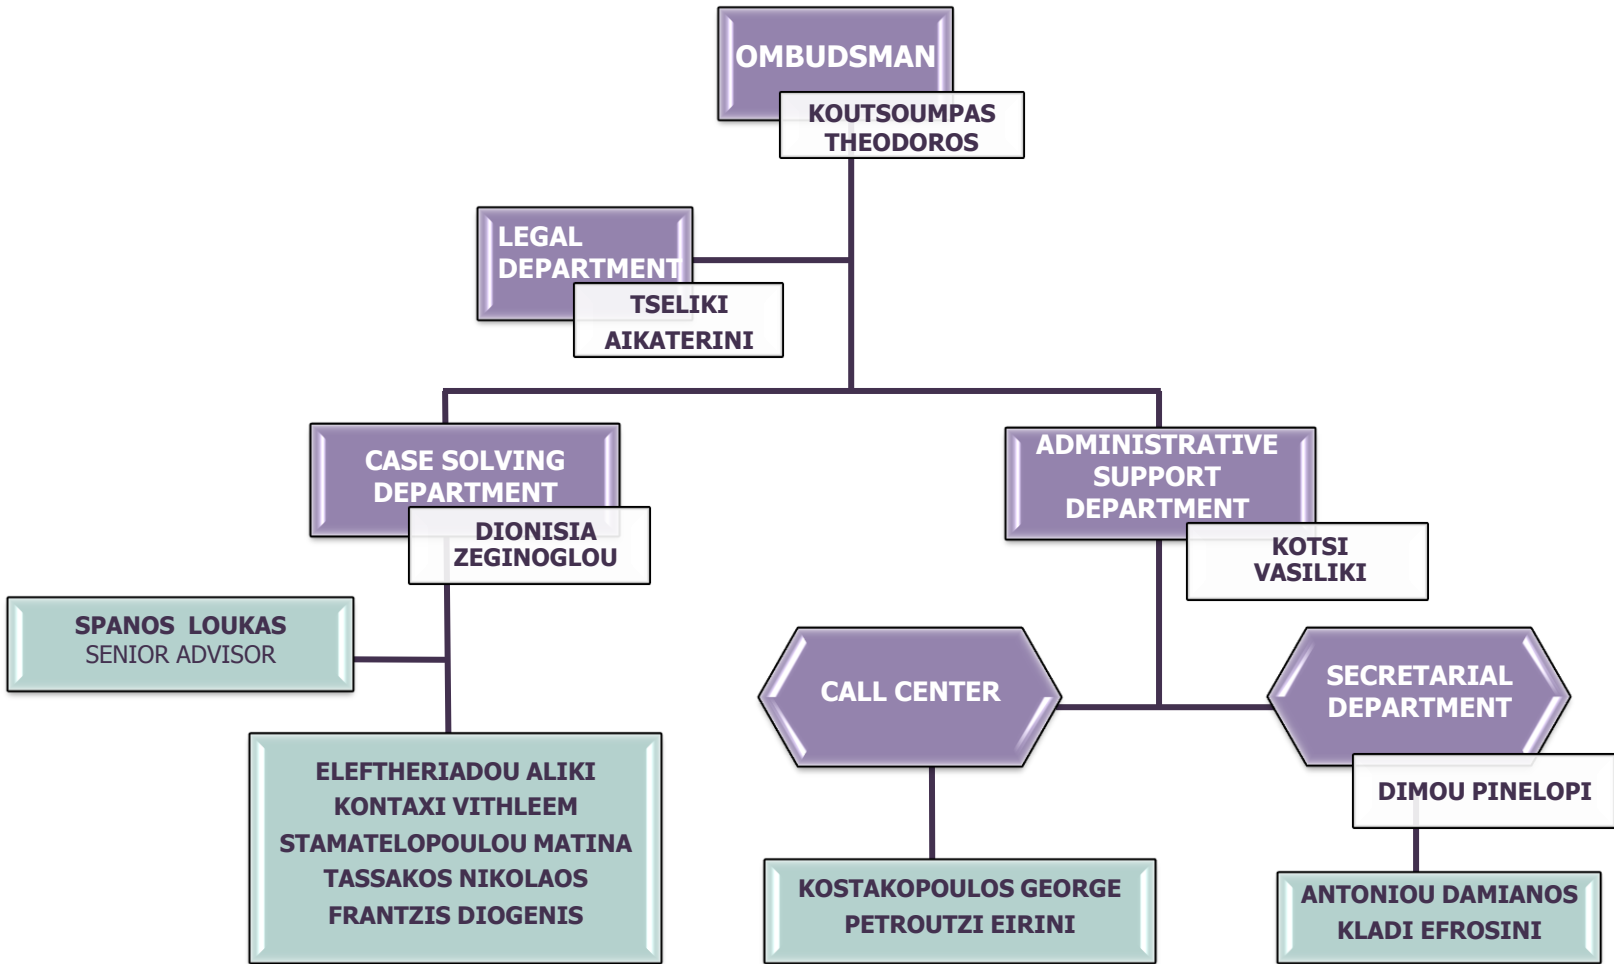 OMBUDSMAN
KOUTSOUMPAS
THEODOROS
LEGAL
DEPARTMENT
TSELIKI
AIKATERINI
CASE SOLVING
DEPARTMENT
DIONISIA
ZEGINOGLOU
ADMINISTRATIVE
SUPPORT
DEPARTMENT
KOTSI
VASILIKI
SPANOS LOUKAS
SENIOR ADVISOR
ELEFTHERIADOU ALIKI
KONTAXI VITHLEEM
STAMATELOPOULOU MATINA
TASSAKOS NIKOLAOS
FRANTZIS DIOGENIS
CALL CENTER
KOSTAKOPOULOS GEORGE
PETROUTZI EIRINI
SECRETARIAL
DEPARTMENT
DIMOU PINELOPI
ANTONIOU DAMIANOS
KLADI EFROSINI